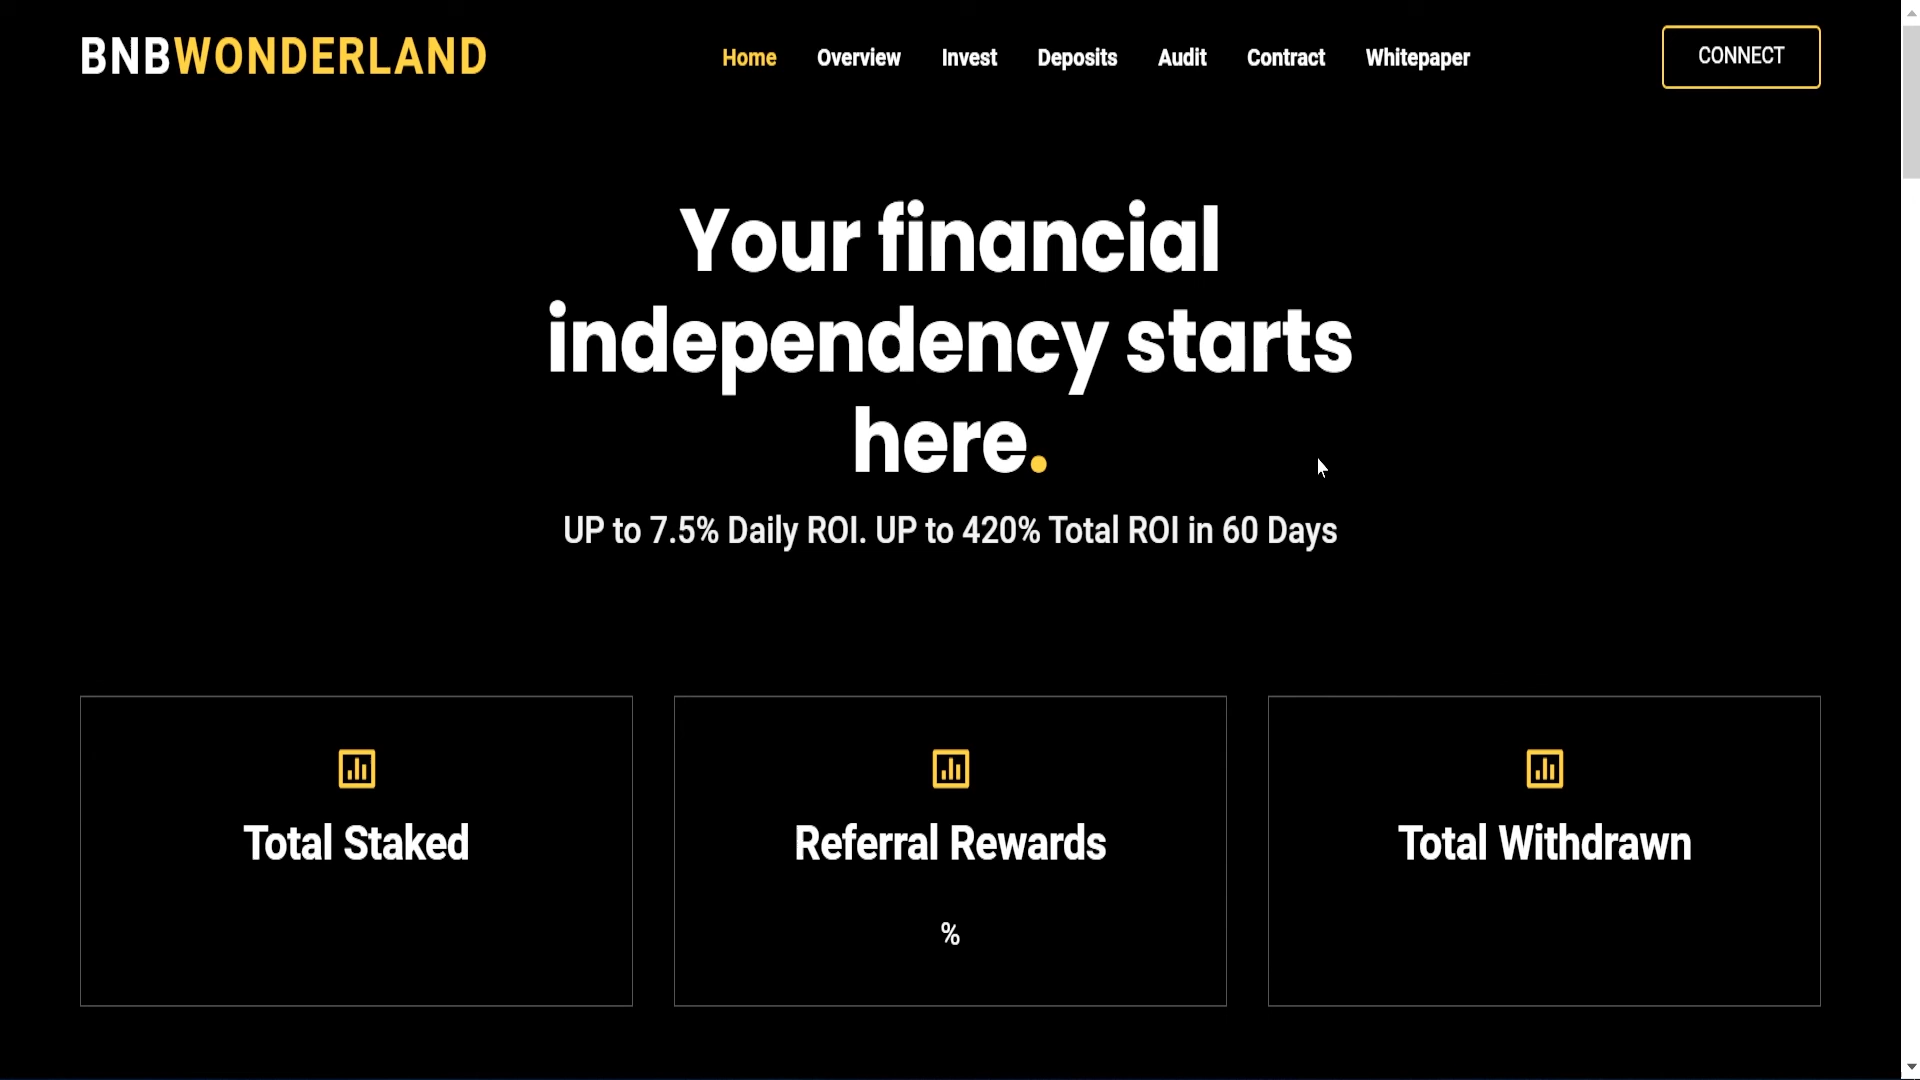 BNBWONDERLAND
Home Overview Invest Deposits Audit Contract Whitepaper
CONNECT
Your financial
independency starts
here.
UP to 7.5% Daily ROI. UP to 420% Total ROI in 60 Days
Total Staked
Referral Rewards
%
Total Withdrawn